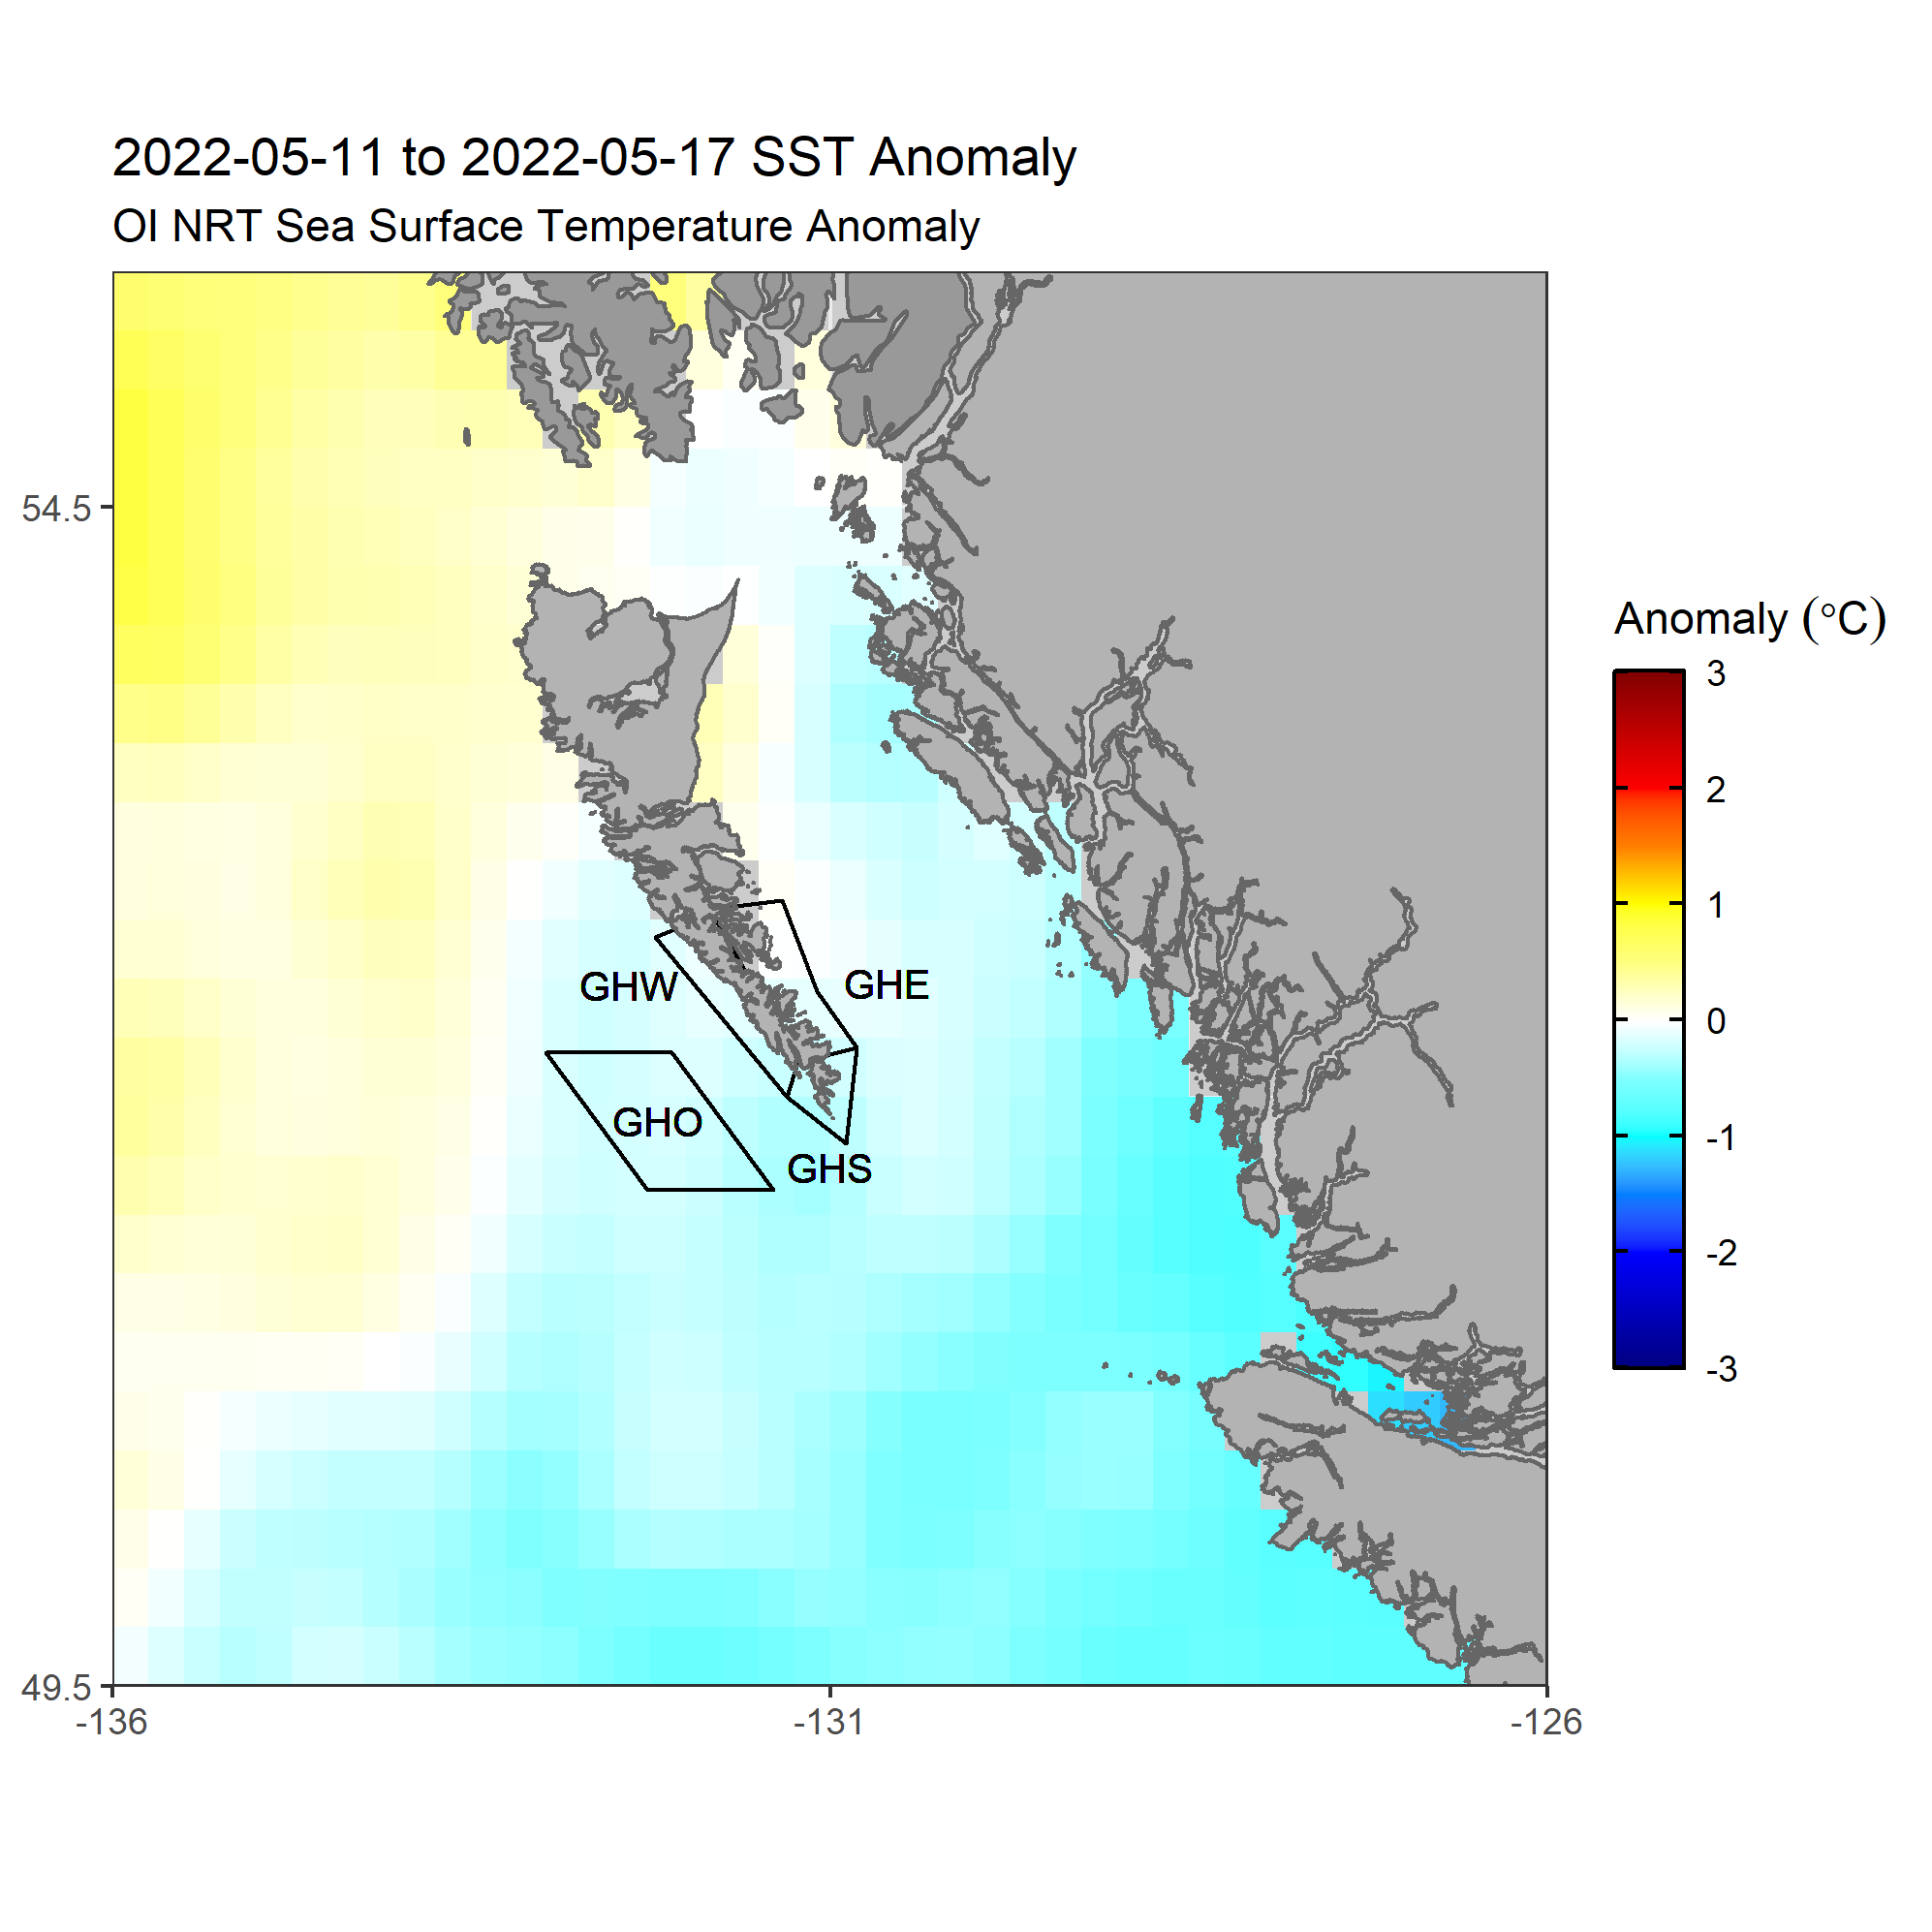 2022-05-11 to 2022-05-17 SST Anomaly
OI NRT Sea Surface Temperature Anomaly
54.5
49.5
-136
-131
-126
GHW
GHE
GHO
GHS
Anomaly (°C)
3
2
1
0
-1
-2
-3